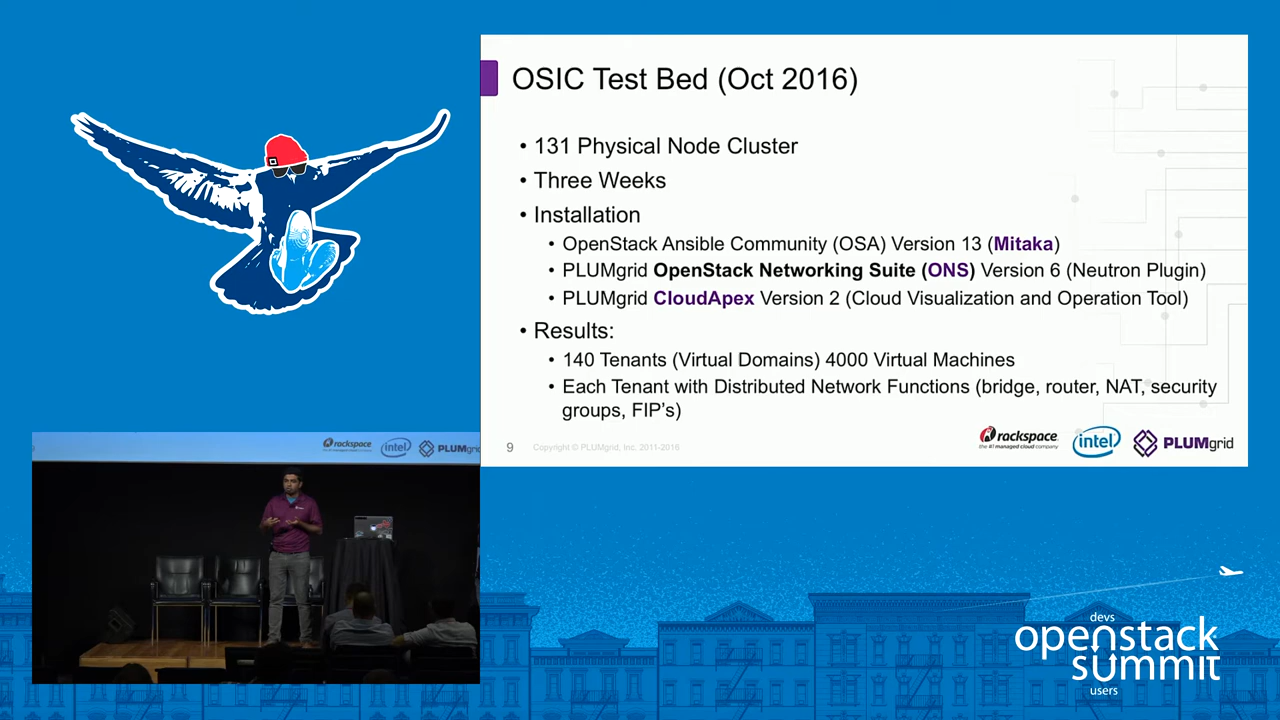 OSIC Test Bed (Oct 2016)
• 131 Physical Node Cluster
• Three Weeks
• Installation
• OpenStack Ansible Community (OSA) Version 13 (Mitaka)
• PLUMgrid OpenStack Networking Suite (ONS) Version 6 (Neutron Plugin)
• PLUMgrid CloudApex Version 2 (Cloud Visualization and Operation Tool)
• Results:
• 140 Tenants (Virtual Domains) 4000 Virtual Machines
• Each Tenant with Distributed Network Functions (bridge, router, NAT, security
groups, FIP's)
9 Copyright © PLUMgrid, Inc. 2011-2016
rackspace.
the #1 managed cloud company
intel
PLUMgrid
rackspace
intel
PLUMgrid
devs
openstack
summit
users